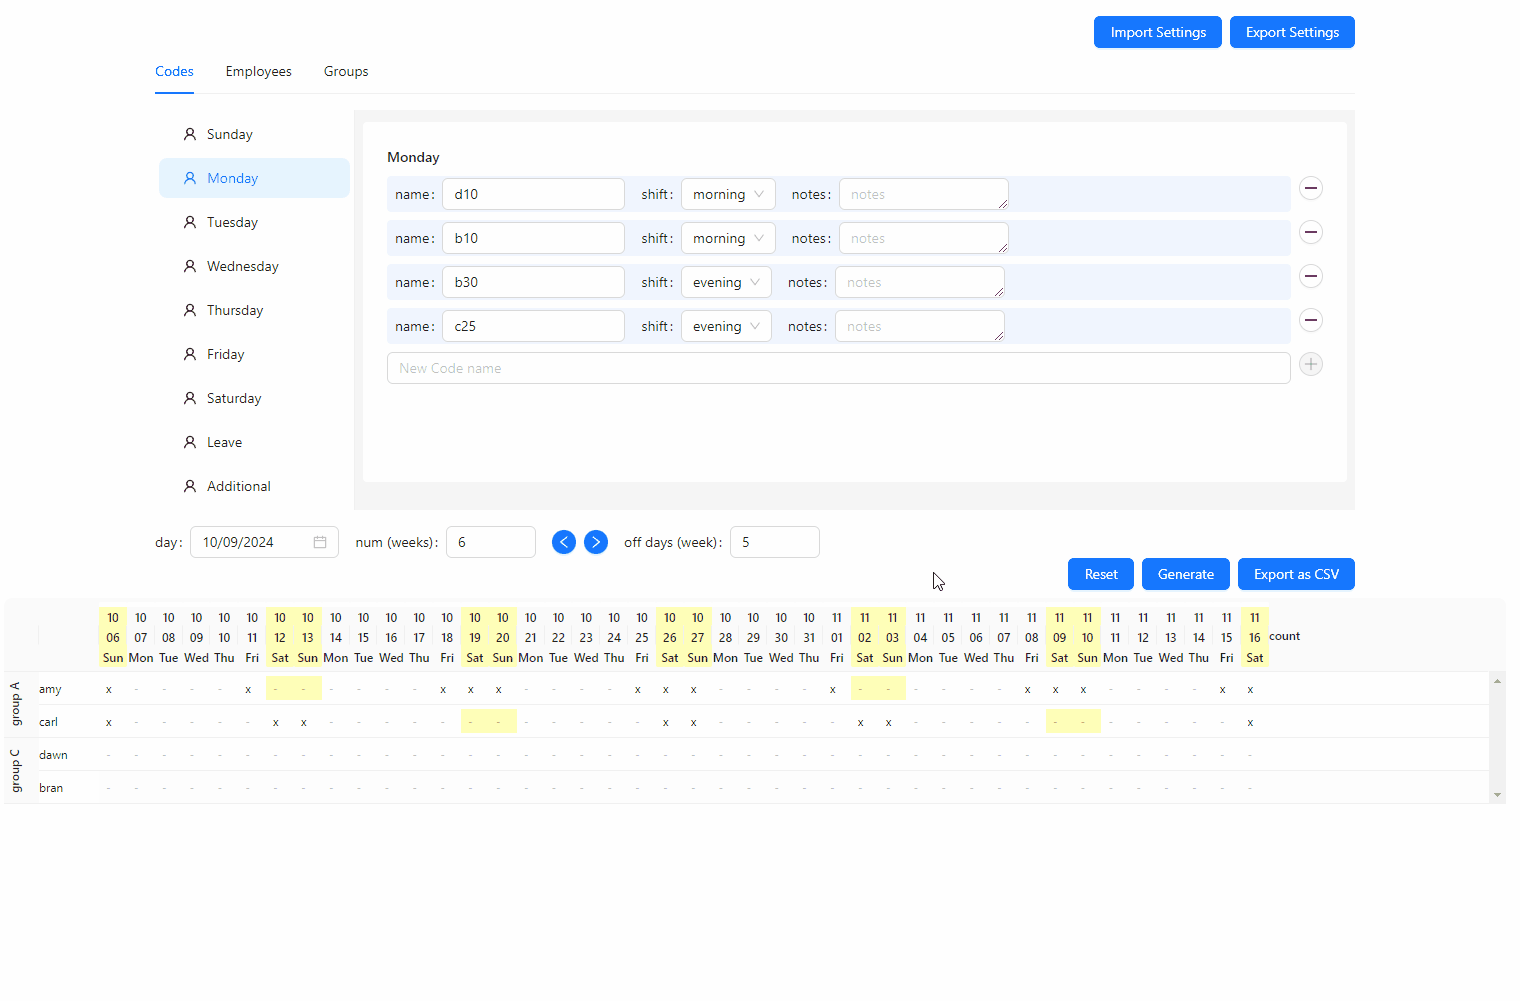 Import Settings Export Settings
Codes Employees Groups
Sunday
Monday
Tuesday
Wednesday
Thursday
Friday
Saturday
Leave
Additional
Monday
name: d10 shift: morning notes: notes
name: b10 shift: morning notes: notes
name: b30 shift: evening notes: notes
name: c25 shift: evening notes: notes
New Code name
day: 10/09/2024 num (weeks): 6 off days (week): 5
Reset Generate Export as CSV
10 10 10 10 10 10 10 10 10 10 10 10 10 10 10 10 10 10 10 10 10 10 10 10 10 10 11 11 11 11 11 11 11 11 11 11 11 11 11 11 11 11
06 07 08 09 10 11 12 13 14 15 16 17 18 19 20 21 22 23 24 25 26 27 28 29 30 31 01 02 03 04 05 06 07 08 09 10 11 12 13 14 15 16 count
Sun Mon Tue Wed Thu Fri Sat Sun Mon Tue Wed Thu Fri Sat Sun Mon Tue Wed Thu Fri Sat Sun Mon Tue Wed Thu Fri Sat Sun Mon Tue Wed Thu Fri Sat Sun Mon Tue Wed Thu Fri Sat
group A
amy x - - - - x - - - - - - x x x - - - - x x x - - - - x - - - - - - x x x - - - - x x
carl x - - - - - x x - - - - - - - - - - - - x x - - - - - x x - - - - - - - - - - - - x
group C
dawn - - - - - - - - - - - - - - - - - - - - - - - - - - - - - - - - - - - - - - - - - -
bran - - - - - - - - - - - - - - - - - - - - - - - - - - - - - - - - - - - - - - - - - -